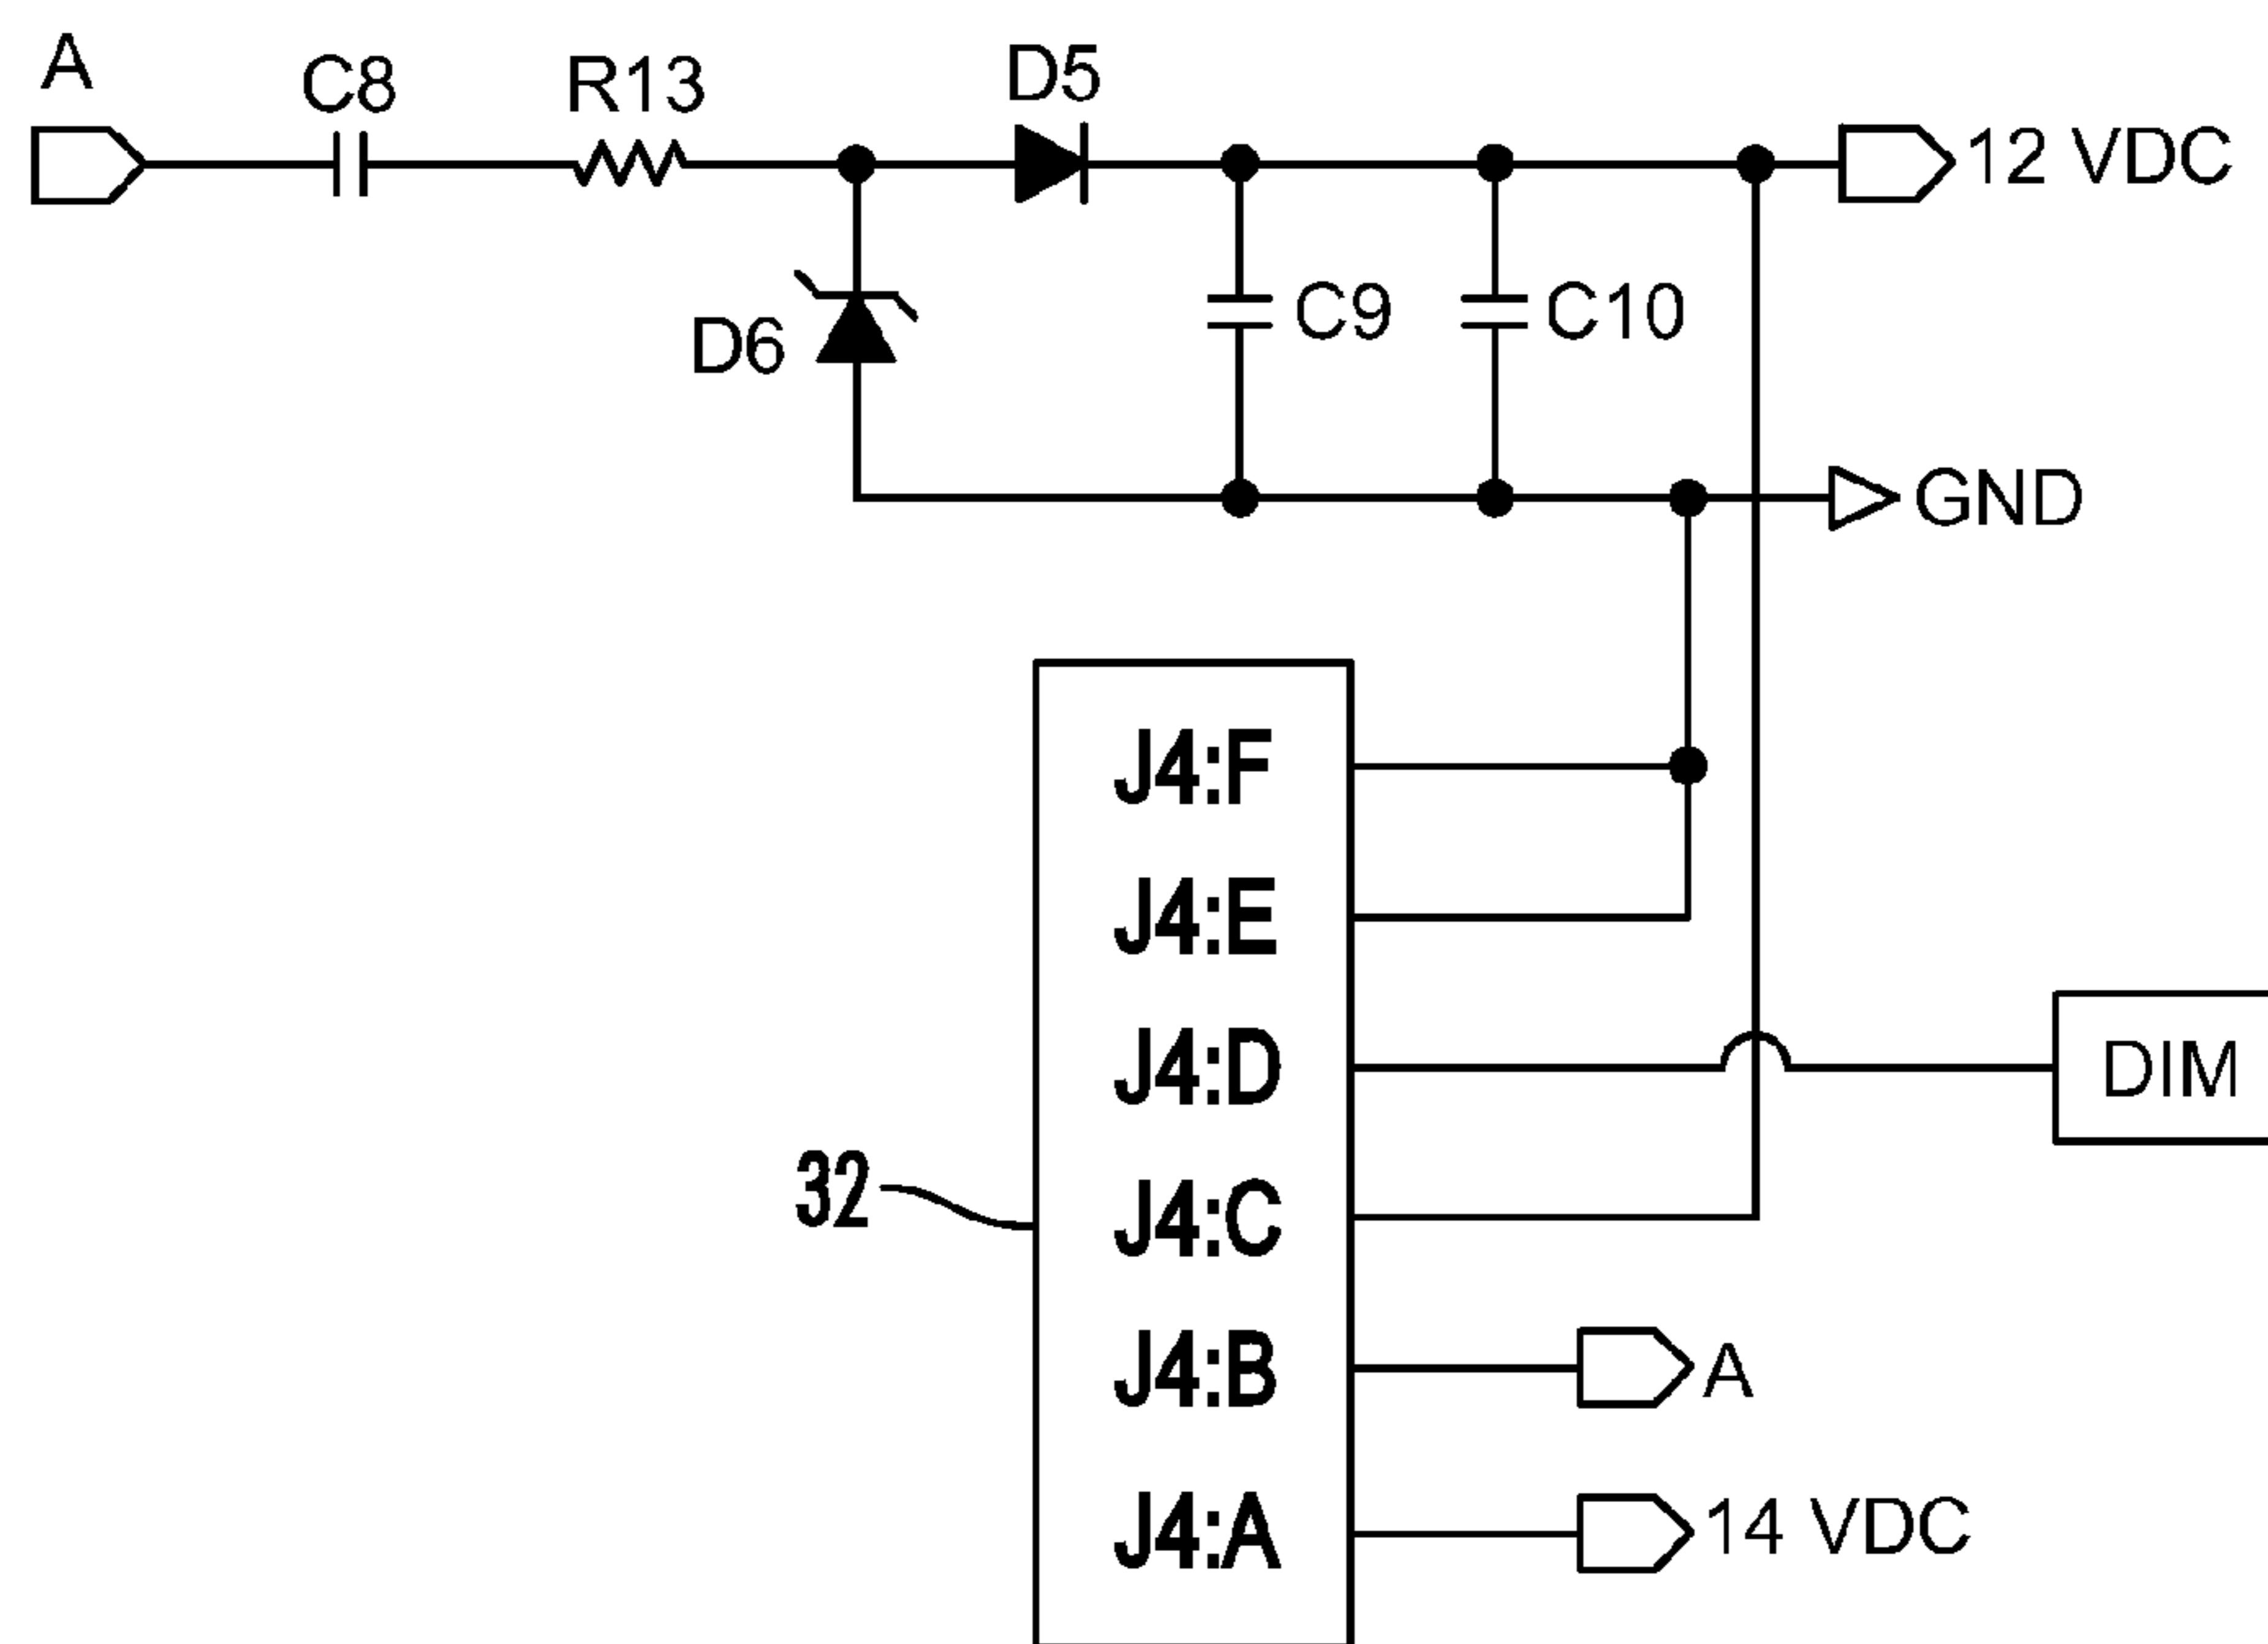 A
C8 R13 D5
12 VDC
D6 C9 C10
GND
J4:F
J4:E
J4:D DIM
32 J4:C
J4:B A
J4:A 14 VDC